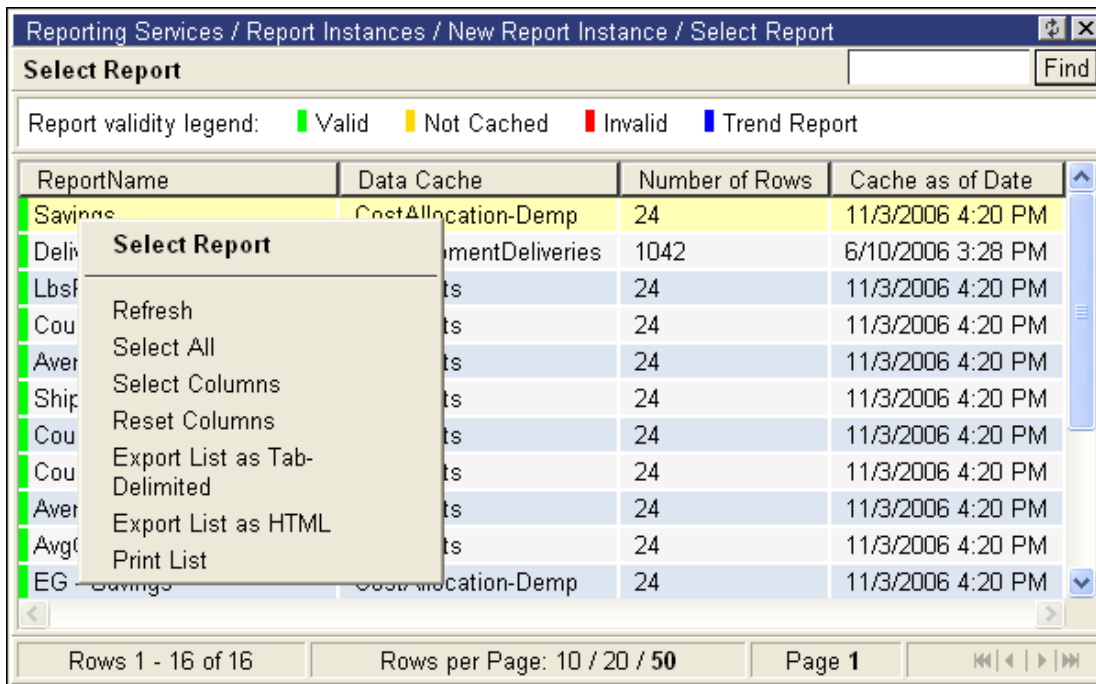 Reporting Services / Report Instances / New Report Instance / Select Report
Select Report Find
Report validity legend: Valid Not Cached Invalid Trend Report
ReportName Data Cache Number of Rows Cache as of Date
Savings CostAllocation-Demp 24 11/3/2006 4:20 PM
1042 6/10/2006 3:28 PM
24 11/3/2006 4:20 PM
24 11/3/2006 4:20 PM
24 11/3/2006 4:20 PM
24 11/3/2006 4:20 PM
24 11/3/2006 4:20 PM
24 11/3/2006 4:20 PM
24 11/3/2006 4:20 PM
24 11/3/2006 4:20 PM
EG - Savings CostAllocation-Demp 24 11/3/2006 4:20 PM
Select Report
Refresh
Select All
Select Columns
Reset Columns
Export List as Tab-
Delimited
Export List as HTML
Print List
Rows 1 - 16 of 16 Rows per Page: 10 / 20 / 50 Page 1